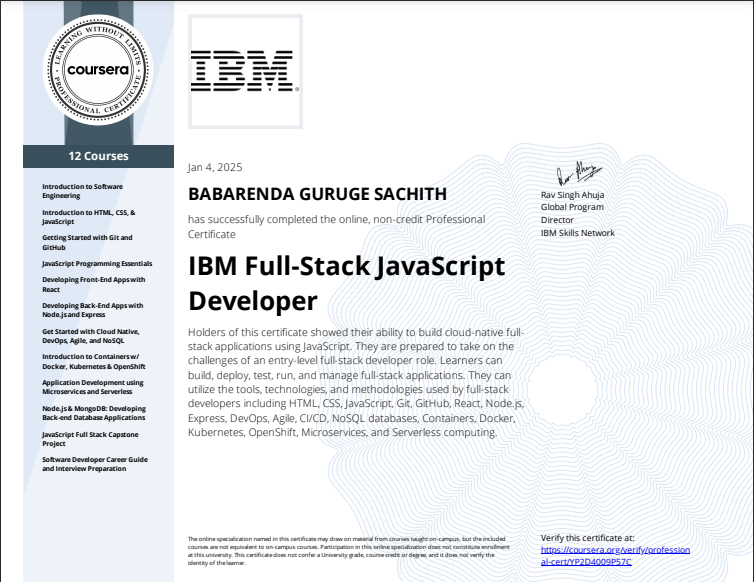 LEARNING WITHOUT LIMITS
coursera
PROFESSIONAL CERTIFICATE
12 Courses
Introduction to Software
Engineering
Introduction to HTML, CSS, &
JavaScript
Getting Started with Git and
GitHub
JavaScript Programming Essentials
Developing Front-End Apps with
React
Developing Back-End Apps with
Node.js and Express
Get Started with Cloud Native,
DevOps, Agile, and NoSQL
Introduction to Containers w/
Docker, Kubernetes & OpenShift
Application Development using
Microservices and Serverless
Node.js & MongoDB: Developing
Back-end Database Applications
JavaScript Full Stack Capstone
Project
Software Developer Career Guide
and Interview Preparation
IBM®
Jan 4, 2025
BABARENDA GURUGE SACHITH
has successfully completed the online, non-credit Professional
Certificate
IBM Full-Stack JavaScript
Developer
Holders of this certificate showed their ability to build cloud-native full-
stack applications using JavaScript. They are prepared to take on the
challenges of an entry-level full-stack developer role. Learners can
build, deploy, test, run, and manage full-stack applications. They can
utilize the tools, technologies, and methodologies used by full-stack
developers including HTML, CSS, JavaScript, Git, GitHub, React, Node.js,
Express, DevOps, Agile, CI/CD, NoSQL databases, Containers, Docker,
Kubernetes, OpenShift, Microservices, and Serverless computing.
Rav Singh Ahuja
Global Program
Director
IBM Skills Network
The online specialization named in this certificate may draw on material from courses taught on-campus, but the included
courses are not equivalent to on-campus courses. Participation in this online specialization does not constitute enrollment
at this university. This certificate does not confer a University grade, course credit or degree, and it does not verify the
identity of the learner.
Verify this certificate at:
https://coursera.org/verify/profession
al-cert/YP2D4009P57C